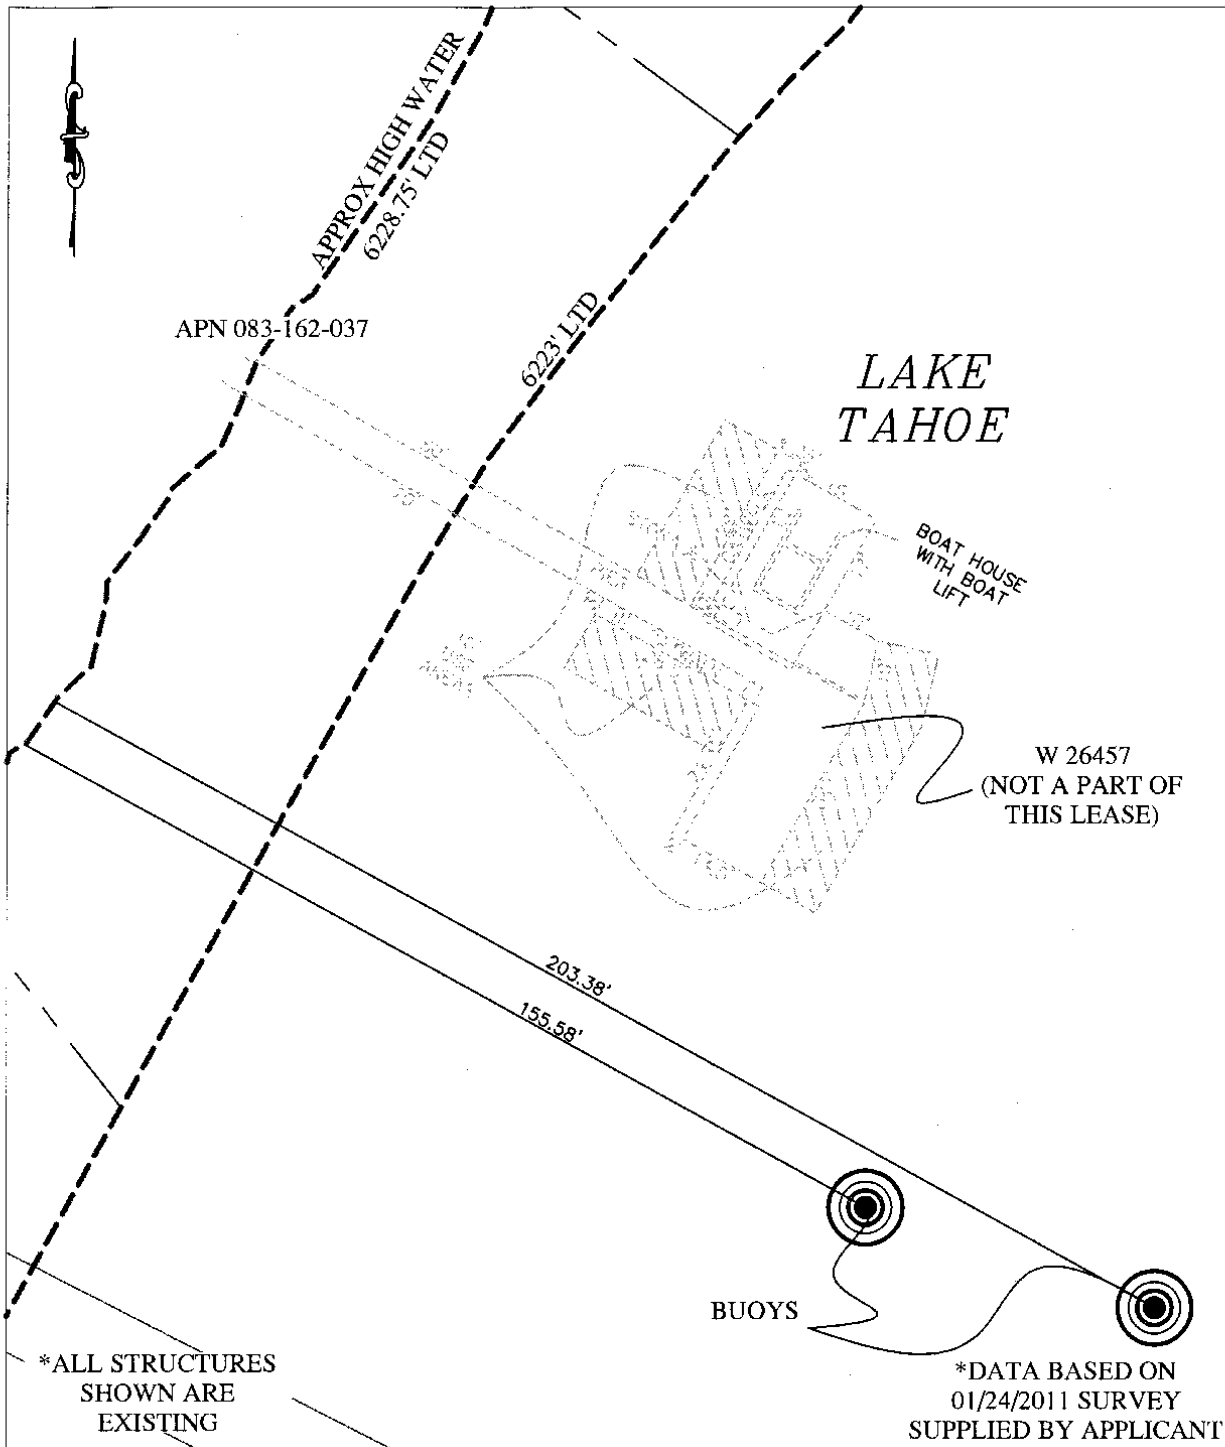 APPROX HIGH WATER
6228.75' LTD
APN 083-162-037
6223' LTD
LAKE
TAHOE
BOAT HOUSE
WITH BOAT
LIFT
W 26457
(NOT A PART OF
THIS LEASE)
203.38'
155.58'
BUOYS
*ALL STRUCTURES
SHOWN ARE
EXISTING
*DATA BASED ON
01/24/2011 SURVEY
SUPPLIED BY APPLICANT